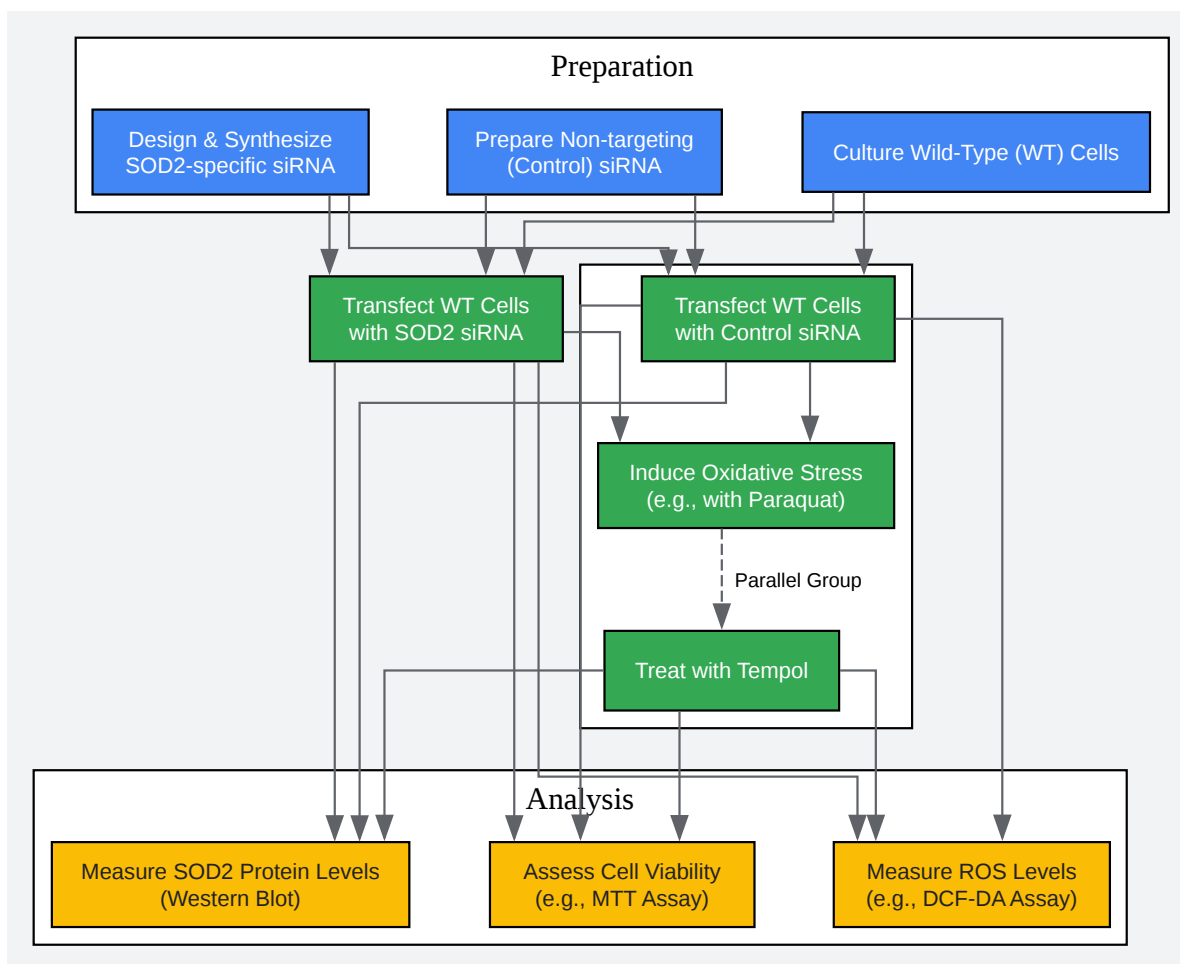 Preparation
Design & Synthesize
SOD2-specific siRNA
Prepare Non-targeting
(Control) siRNA
Culture Wild-Type (WT) Cells
Transfect WT Cells
with SOD2 siRNA
Transfect WT Cells
with Control siRNA
Induce Oxidative Stress
(e.g., with Paraquat)
Parallel Group
Treat with Tempol
Analysis
Measure SOD2 Protein Levels
(Western Blot)
Assess Cell Viability
(e.g., MTT Assay)
Measure ROS Levels
(e.g., DCF-DA Assay)